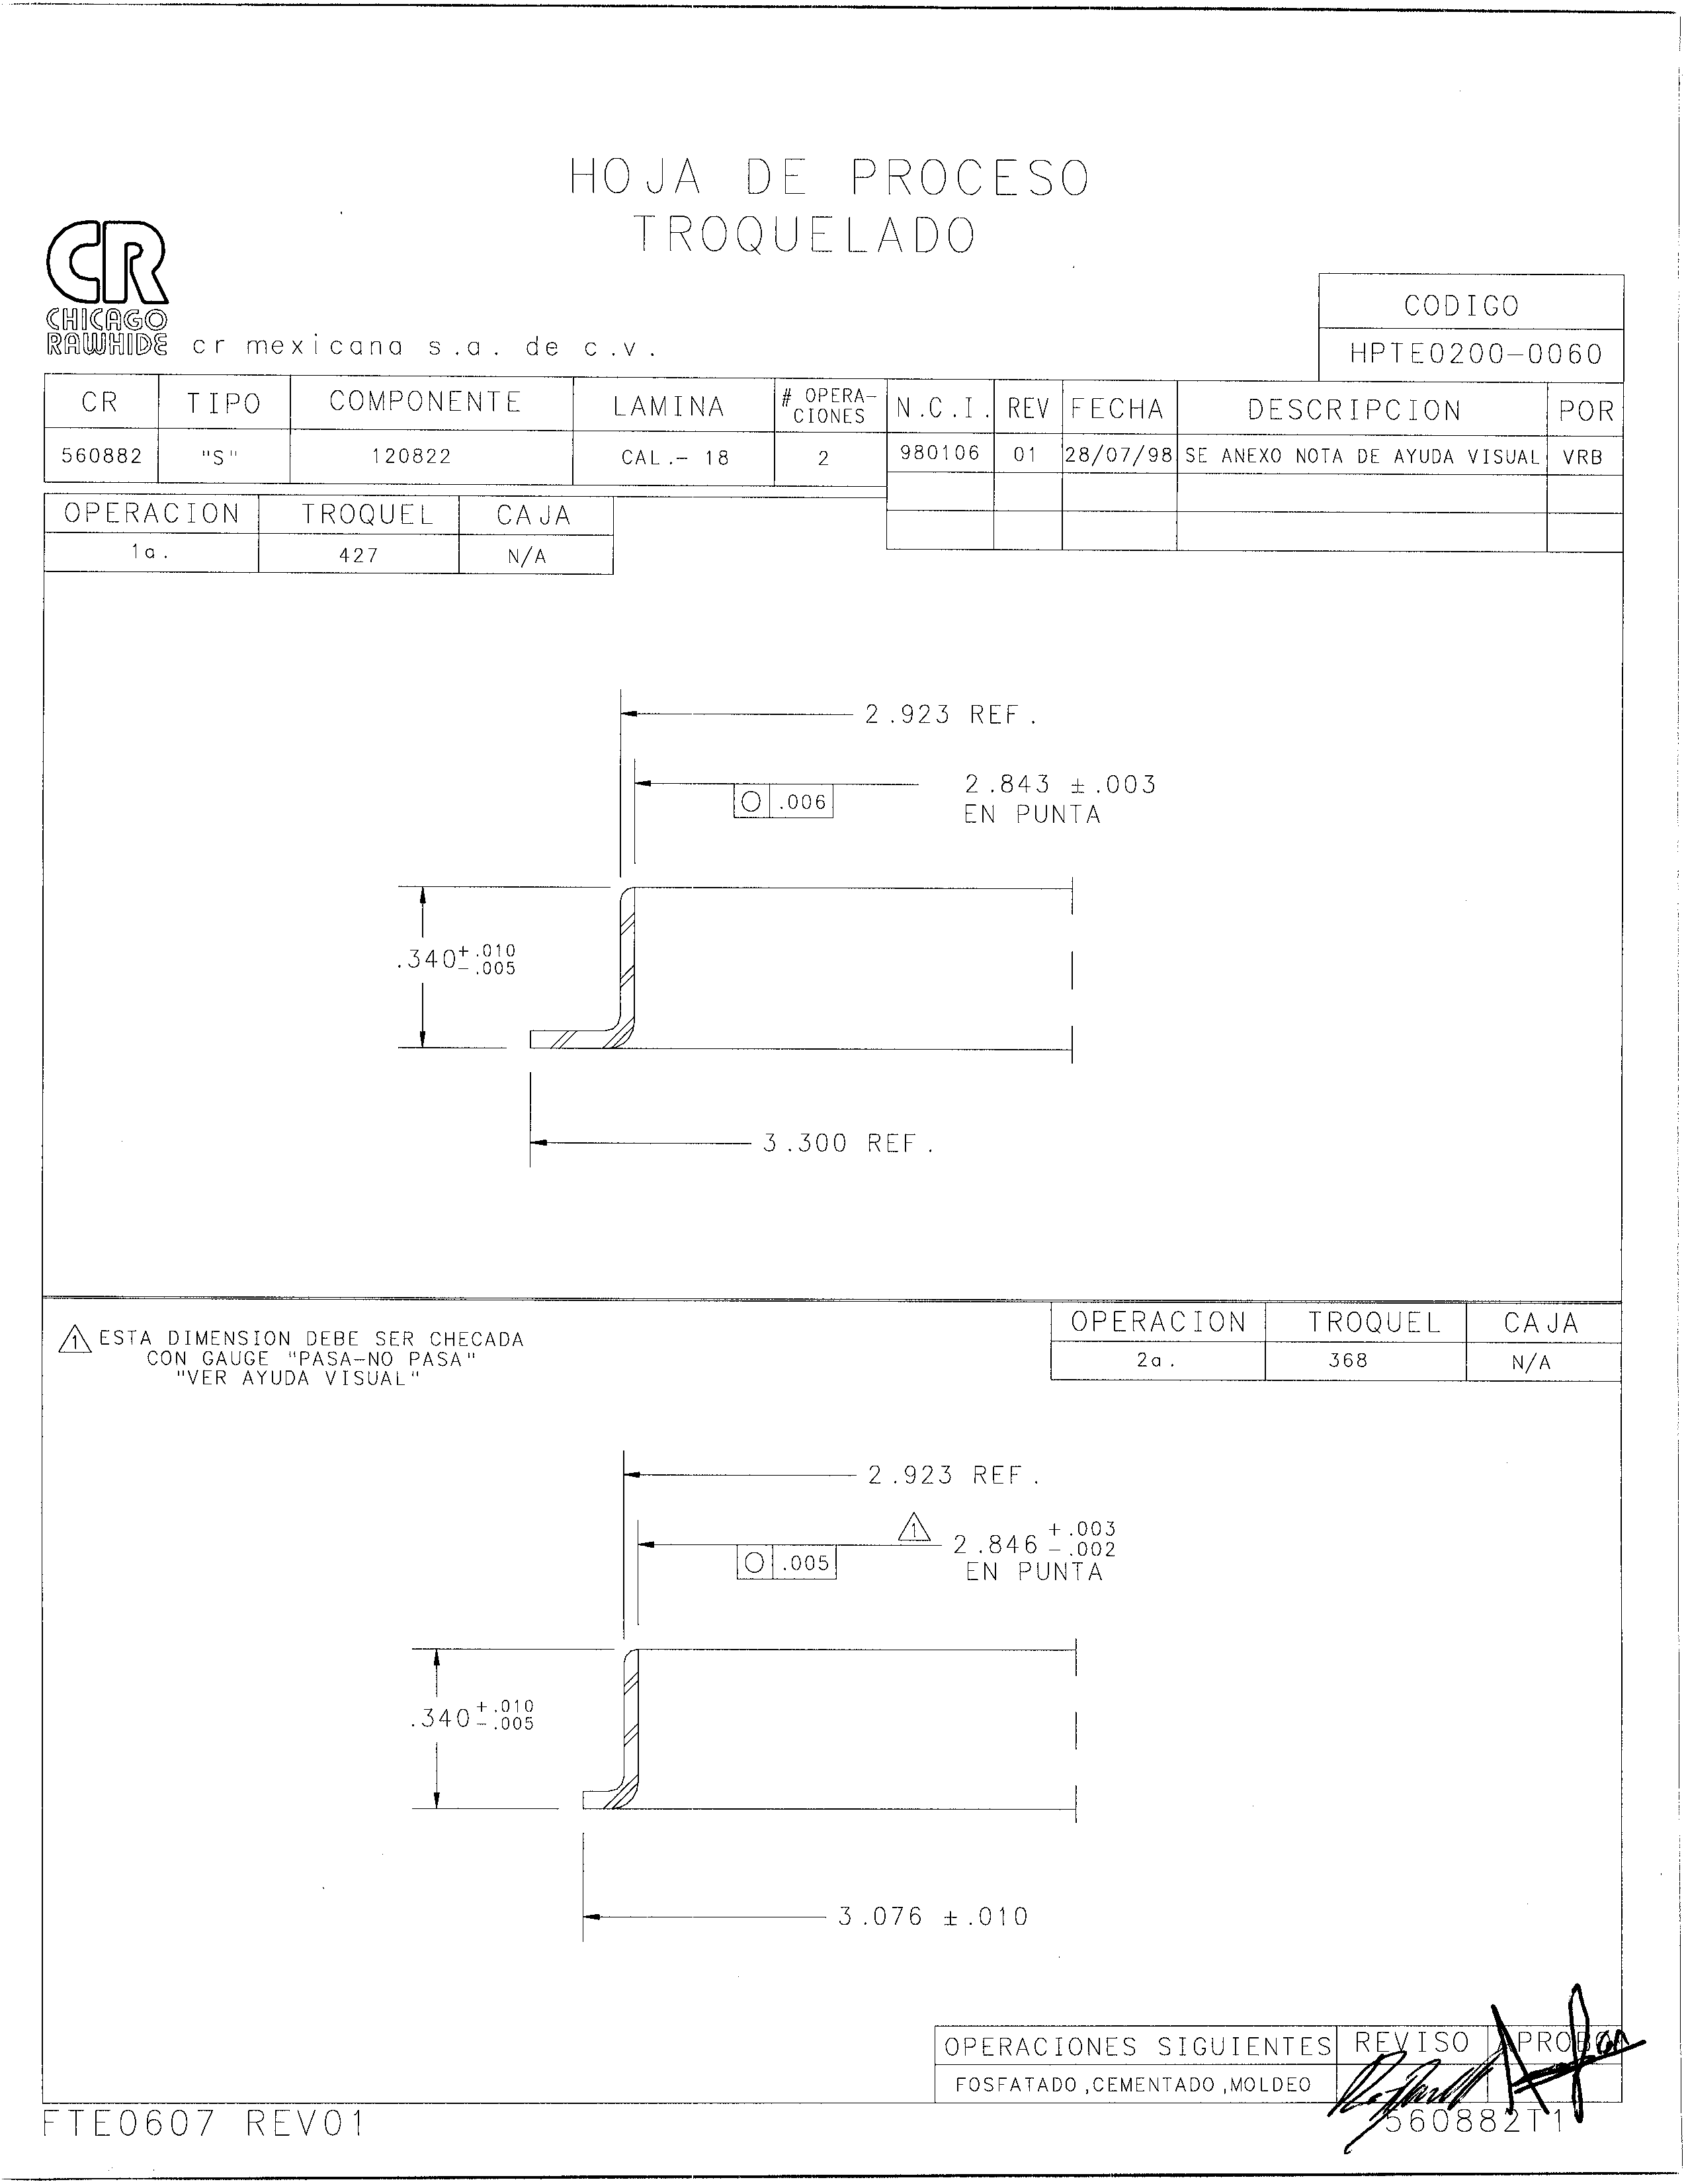 HOJA DE PROCESO
TROQUELADO
CR
CHICAGO
RAWHIDE
cr mexicana s.a. de c.v.
CODIGO
HPTE0200-0060
CR TIPO COMPONENTE LAMINA # OPERA-CIONES N.C.I. REV FECHA DESCRIPCION POR
560882 "S" 120822 CAL.- 18 2 980106 01 28/07/98 SE ANEXO NOTA DE AYUDA VISUAL VRB
OPERACION TROQUEL CAJA
1a. 427 N/A
2.923 REF.
2.843 ±.003
EN PUNTA
.006
.340 +.010
-.005
3.300 REF.
OPERACION TROQUEL CAJA
2a. 368 N/A
1 ESTA DIMENSION DEBE SER CHECADA
CON GAUGE "PASA-NO PASA"
"VER AYUDA VISUAL"
2.923 REF.
1 2.846 +.003
-.002
EN PUNTA
.005
.340 +.010
-.005
3.076 ±.010
OPERACIONES SIGUIENTES REVISO APROBO
FOSFATADO,CEMENTADO,MOLDEO
FTE0607 REV01
560882T1